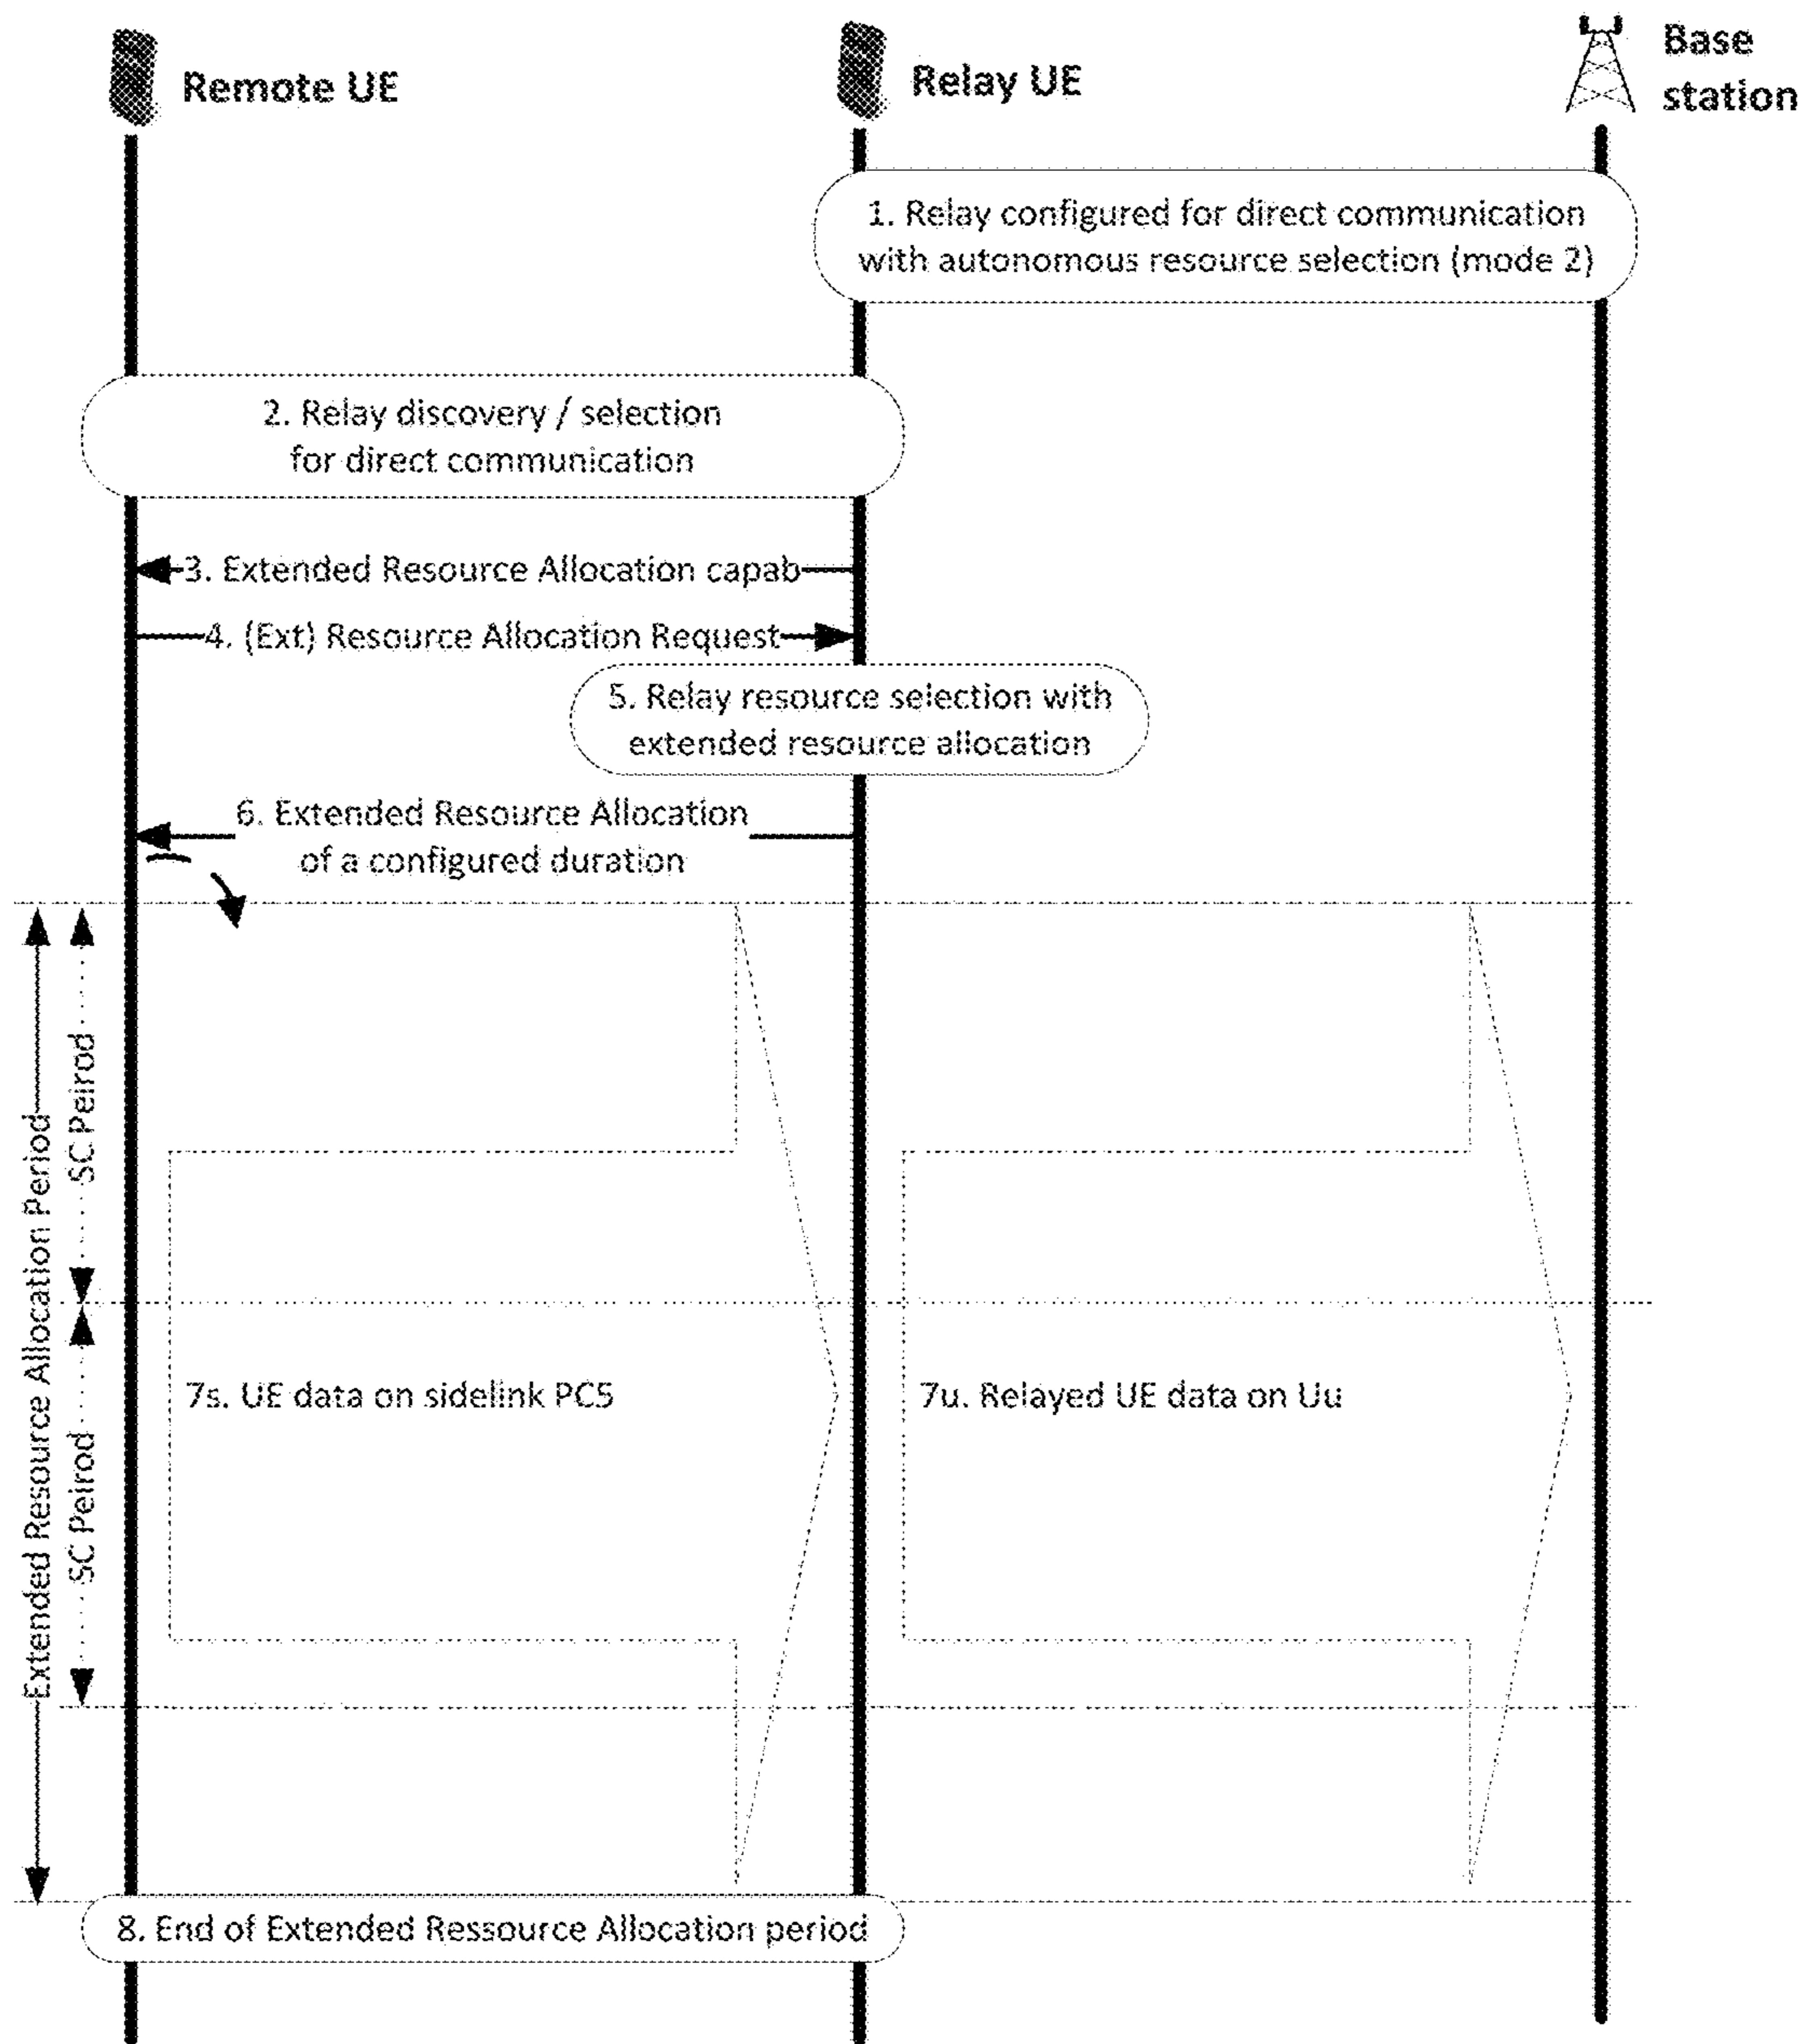 Remote UE
Relay UE
Base
station
1. Relay configured for direct communication
with autonomous resource selection (mode 2)
2. Relay discovery / selection
for direct communication
3. Extended Resource Allocation capab
4. (Ext) Resource Allocation Request
5. Relay resource selection with
extended resource allocation
6. Extended Resource Allocation
of a configured duration
Extended Resource Allocation Period
SC Peirod
SC Peirod
7s. UE data on sidelink PC5
7u. Relayed UE data on Uu
8. End of Extended Ressource Allocation period